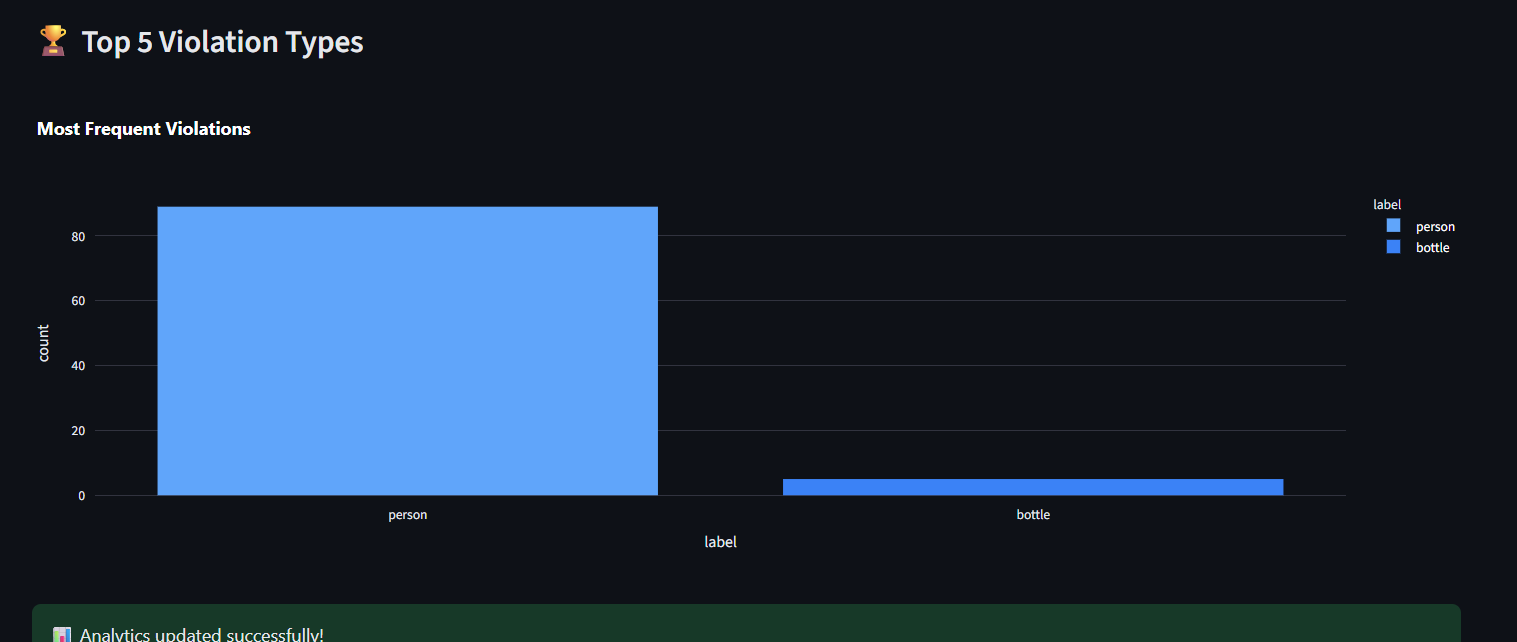 🏆 Top 5 Violation Types
Most Frequent Violations
label
person
bottle
80
60
40
20
0
count
person
bottle
label
📊 Analytics updated successfully!